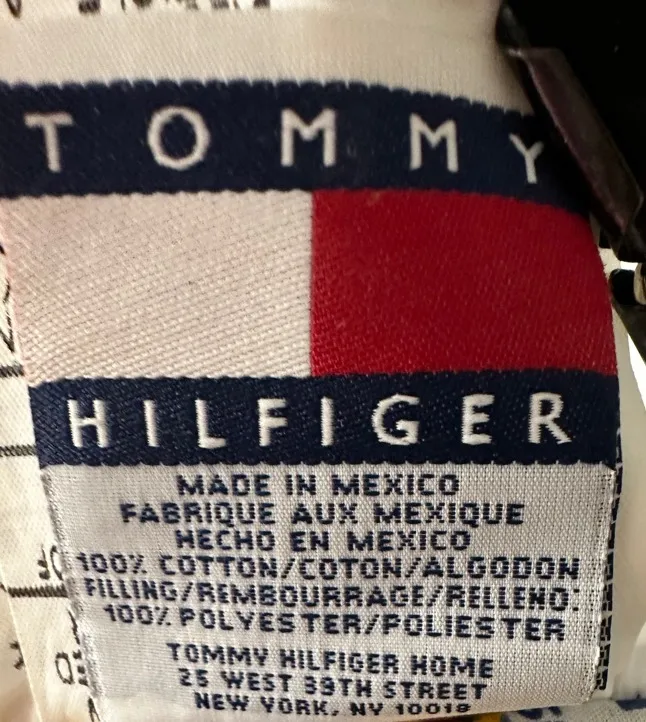 TOMMY
HILFIGER
MADE IN MEXICO
FABRIQUE AUX MEXIQUE
HECHO EN MEXICO
100% COTTON/COTON/ALGODON
FILLING/REMBOURRAGE/RELLENO:
100% POLYESTER/POLIESTER
TOMMY HILFIGER HOME
25 WEST 39TH STREET
NEW YORK, NY 10018